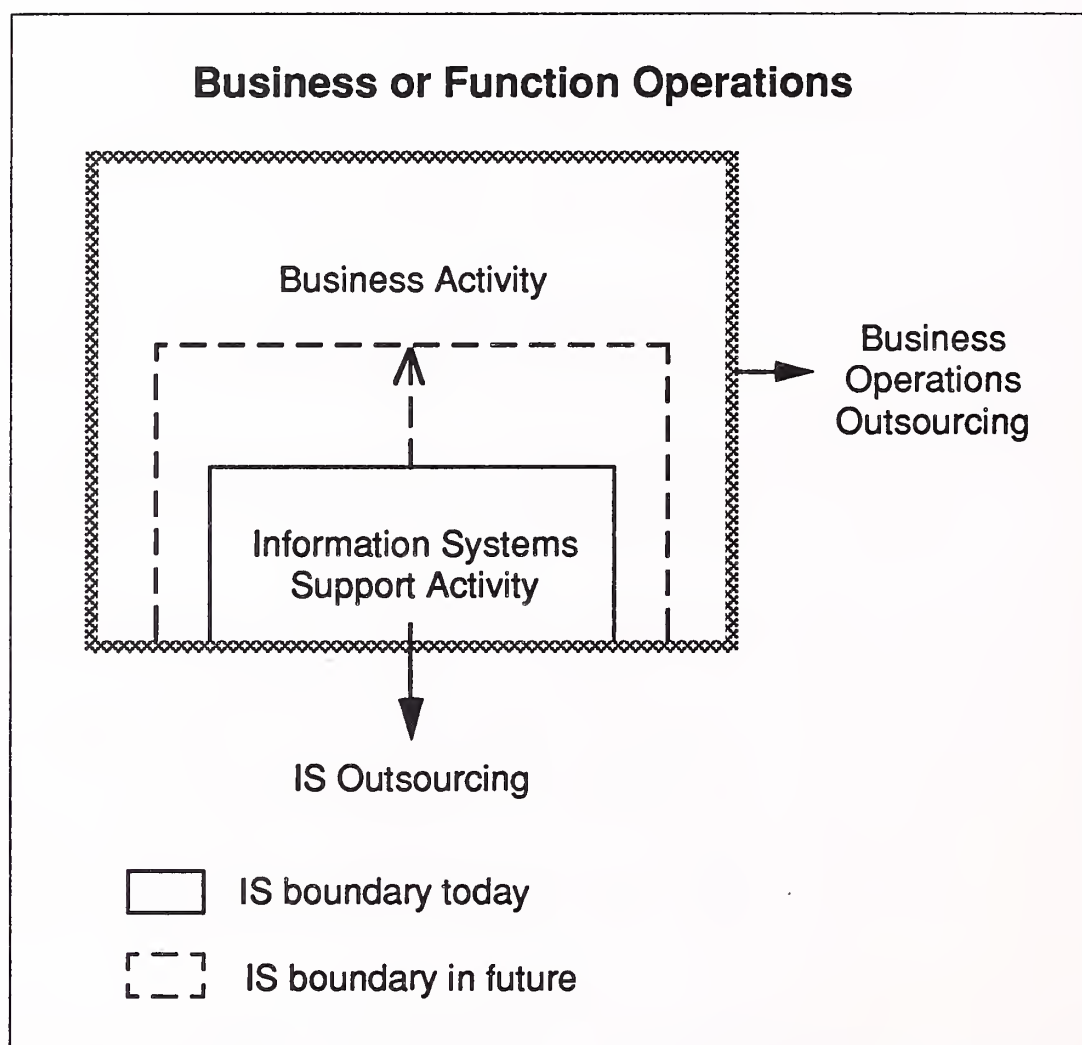 Business or Function Operations
Business Activity
Business
Operations
Outsourcing
Information Systems
Support Activity
IS Outsourcing
IS boundary today
IS boundary in future